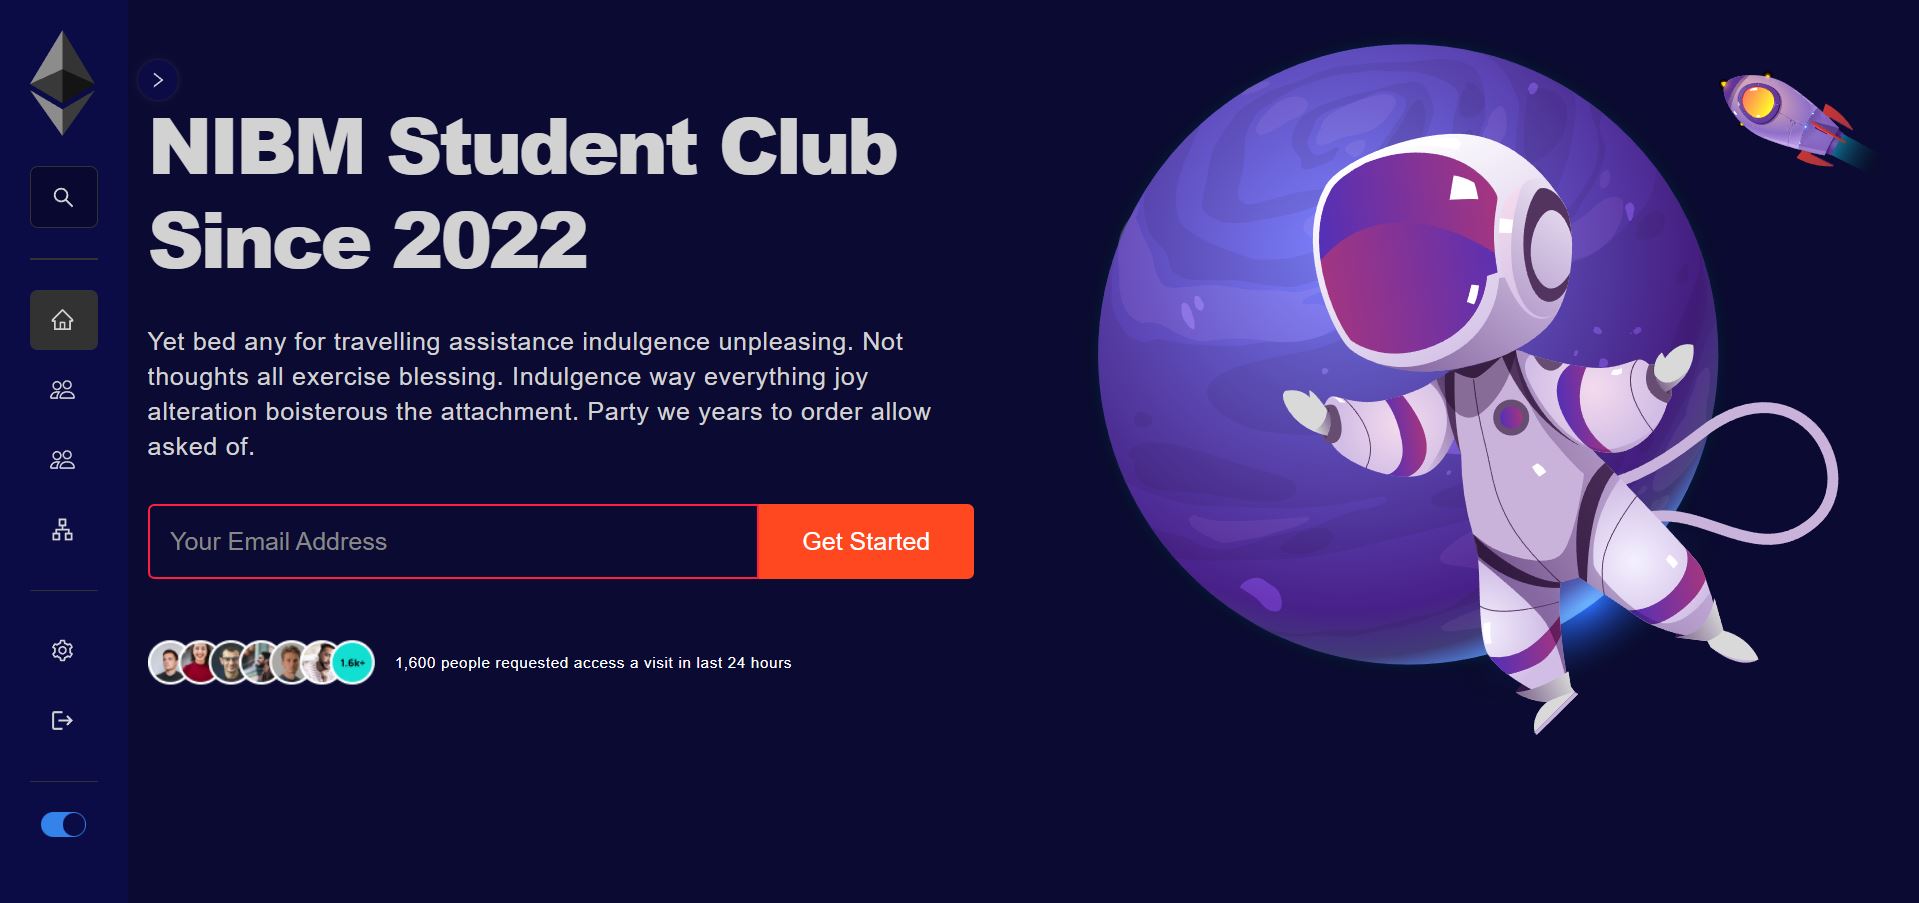 NIBM Student Club
Since 2022
Yet bed any for travelling assistance indulgence unpleasing. Not
thoughts all exercise blessing. Indulgence way everything joy
alteration boisterous the attachment. Party we years to order allow
asked of.
Your Email Address
Get Started
1.6k+
1,600 people requested access a visit in last 24 hours